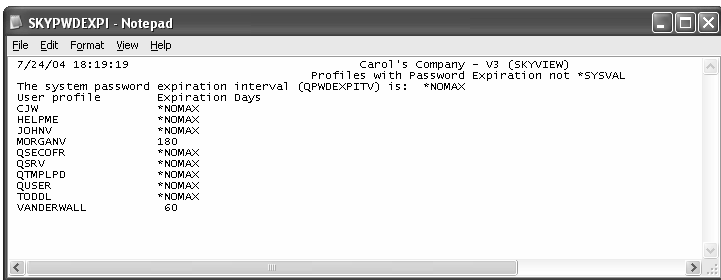 SKYPWDEXPI - Notepad
File Edit Format View Help
7/24/04 18:19:19 Carol's Company - V3 (SKYVIEW)
Profiles with Password Expiration not *SYSVAL
The system password expiration interval (QPWDEXPITV) is: *NOMAX
User profile Expiration Days
CJW *NOMAX
HELPME *NOMAX
JOHNV *NOMAX
MORGANV 180
QSECOFR *NOMAX
QSRV *NOMAX
QTMPLPD *NOMAX
QUSER *NOMAX
TODDL *NOMAX
VANDERWALL 60